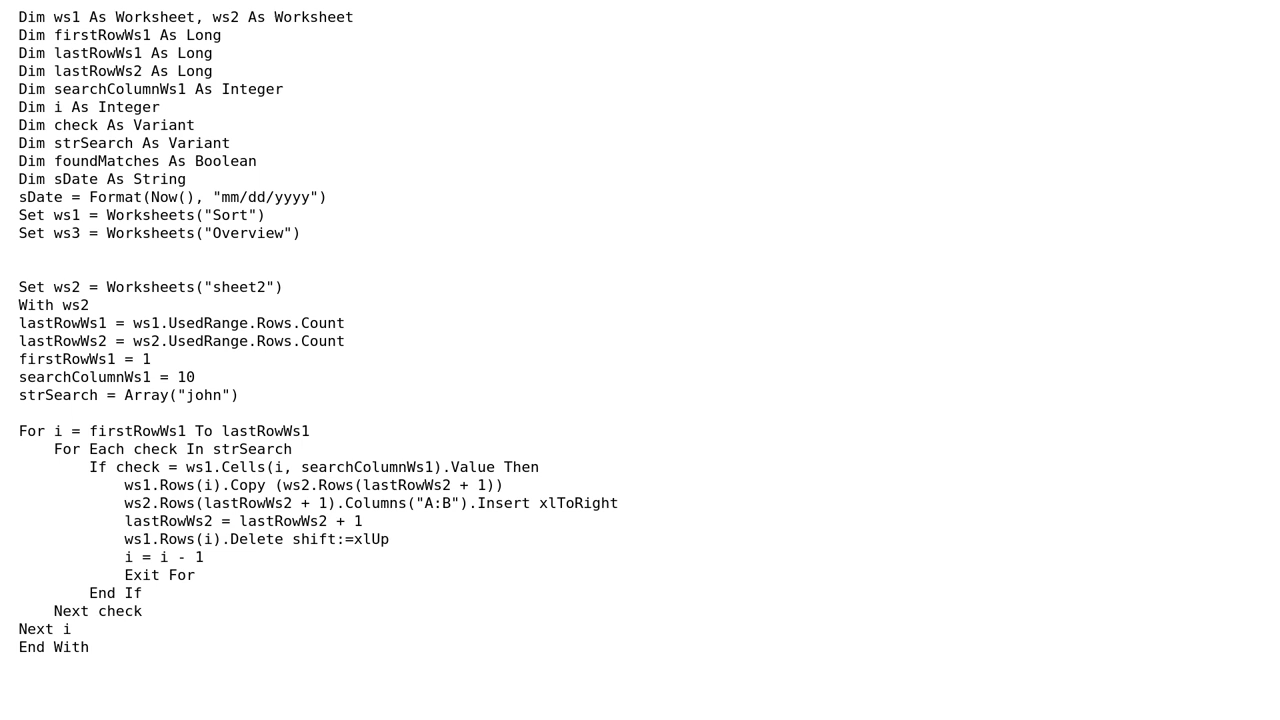 Dim ws1 As Worksheet, ws2 As Worksheet
Dim firstRowWs1 As Long
Dim lastRowWs1 As Long
Dim lastRowWs2 As Long
Dim searchColumnWs1 As Integer
Dim i As Integer
Dim check As Variant
Dim strSearch As Variant
Dim foundMatches As Boolean
Dim sDate As String
sDate = Format(Now(), "mm/dd/yyyy")
Set ws1 = Worksheets("Sort")
Set ws3 = Worksheets("Overview")


Set ws2 = Worksheets("sheet2")
With ws2
lastRowWs1 = ws1.UsedRange.Rows.Count
lastRowWs2 = ws2.UsedRange.Rows.Count
firstRowWs1 = 1
searchColumnWs1 = 10
strSearch = Array("john")

For i = firstRowWs1 To lastRowWs1
    For Each check In strSearch
        If check = ws1.Cells(i, searchColumnWs1).Value Then
            ws1.Rows(i).Copy (ws2.Rows(lastRowWs2 + 1))
            ws2.Rows(lastRowWs2 + 1).Columns("A:B").Insert xlToRight
            lastRowWs2 = lastRowWs2 + 1
            ws1.Rows(i).Delete shift:=xlUp
            i = i - 1
            Exit For
        End If
    Next check
Next i
End With